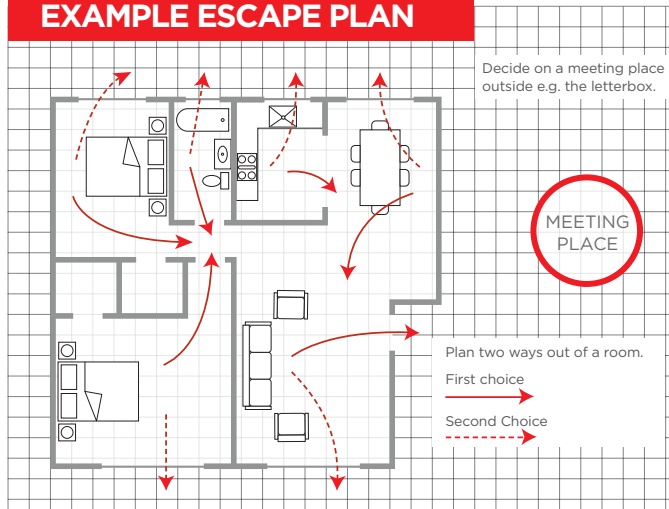 EXAMPLE ESCAPE PLAN
Decide on a meeting place
outside e.g. the letterbox.
MEETING
PLACE
Plan two ways out of a room.
First choice
Second Choice